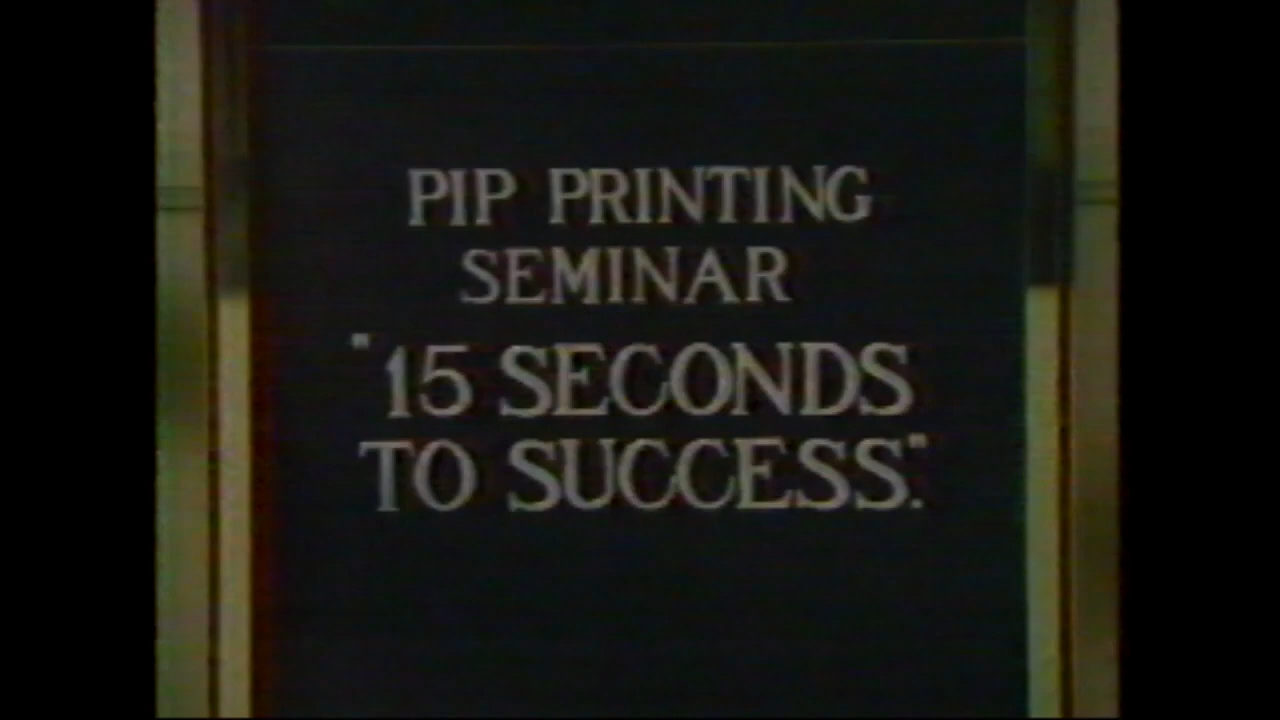 PIP PRINTING
SEMINAR
"15 SECONDS
TO SUCCESS."